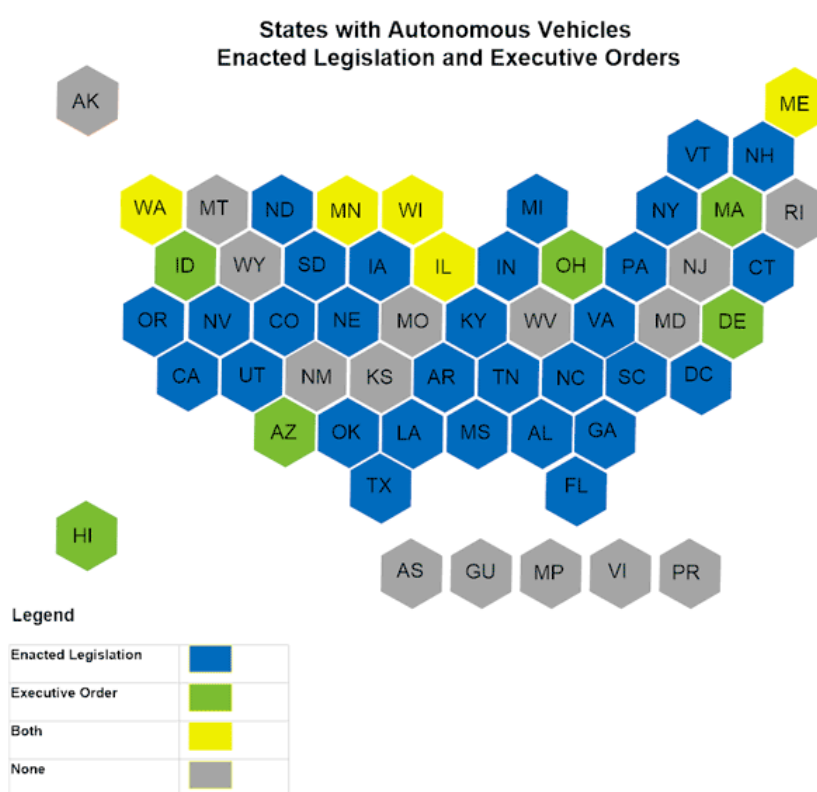 States with Autonomous Vehicles
Enacted Legislation and Executive Orders
AK
ME
VT NH
WA MT ND MN WI MI NY MA RI
ID WY SD IA IL IN OH PA NJ CT
OR NV CO NE MO KY WV VA MD DE
CA UT NM KS AR TN NC SC DC
AZ OK LA MS AL GA
TX FL
HI
AS GU MP VI PR
Legend
Enacted Legislation
Executive Order
Both
None